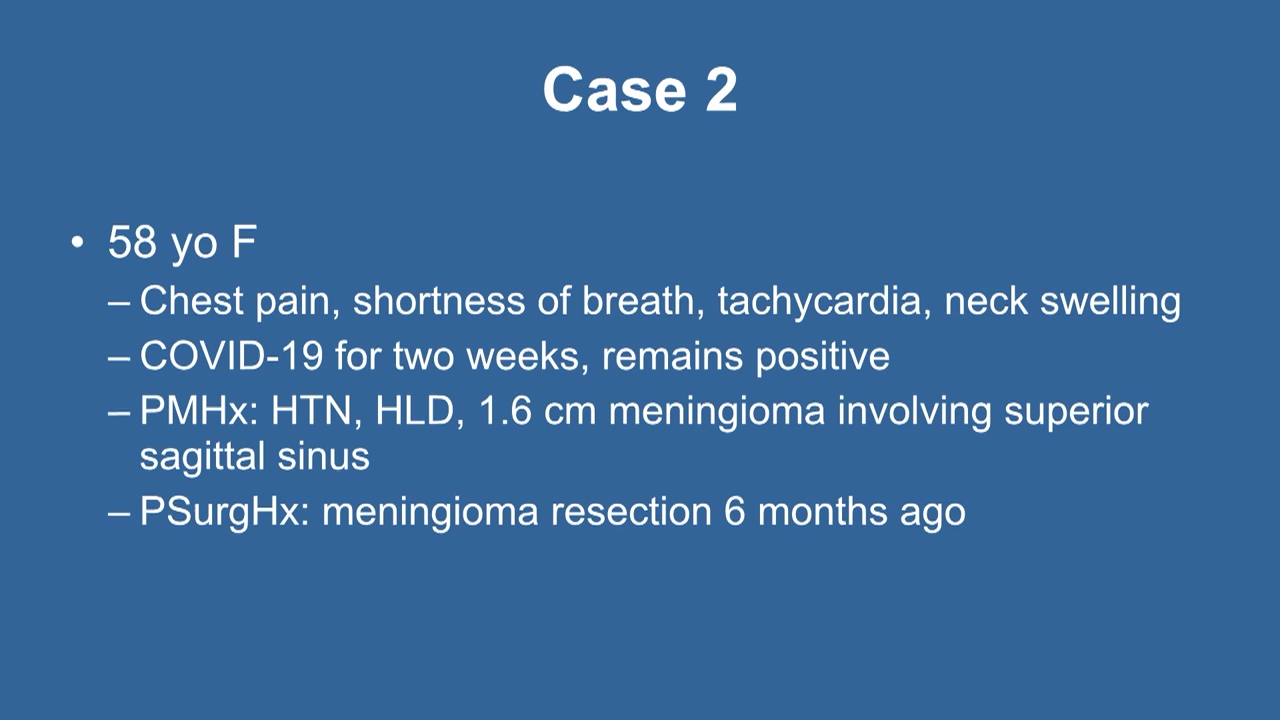 Case 2
• 58 yo F
– Chest pain, shortness of breath, tachycardia, neck swelling
– COVID-19 for two weeks, remains positive
– PMHx: HTN, HLD, 1.6 cm meningioma involving superior
sagittal sinus
– PSurgHx: meningioma resection 6 months ago